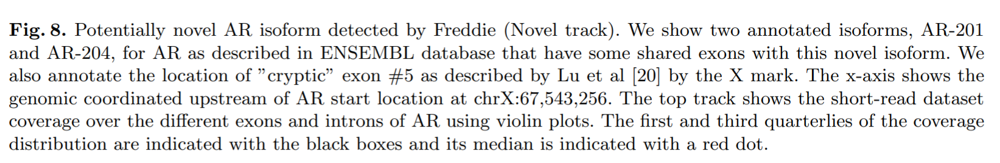 Fig. 8. Potentially novel AR isoform detected by Freddie (Novel track). We show two annotated isoforms, AR-201
and AR-204, for AR as described in ENSEMBL database that have some shared exons with this novel isoform. We
also annotate the location of ”cryptic” exon #5 as described by Lu et al [20] by the X mark. The x-axis shows the
genomic coordinated upstream of AR start location at chrX:67,543,256. The top track shows the short-read dataset
coverage over the different exons and introns of AR using violin plots. The first and third quarterlies of the coverage
distribution are indicated with the black boxes and its median is indicated with a red dot.